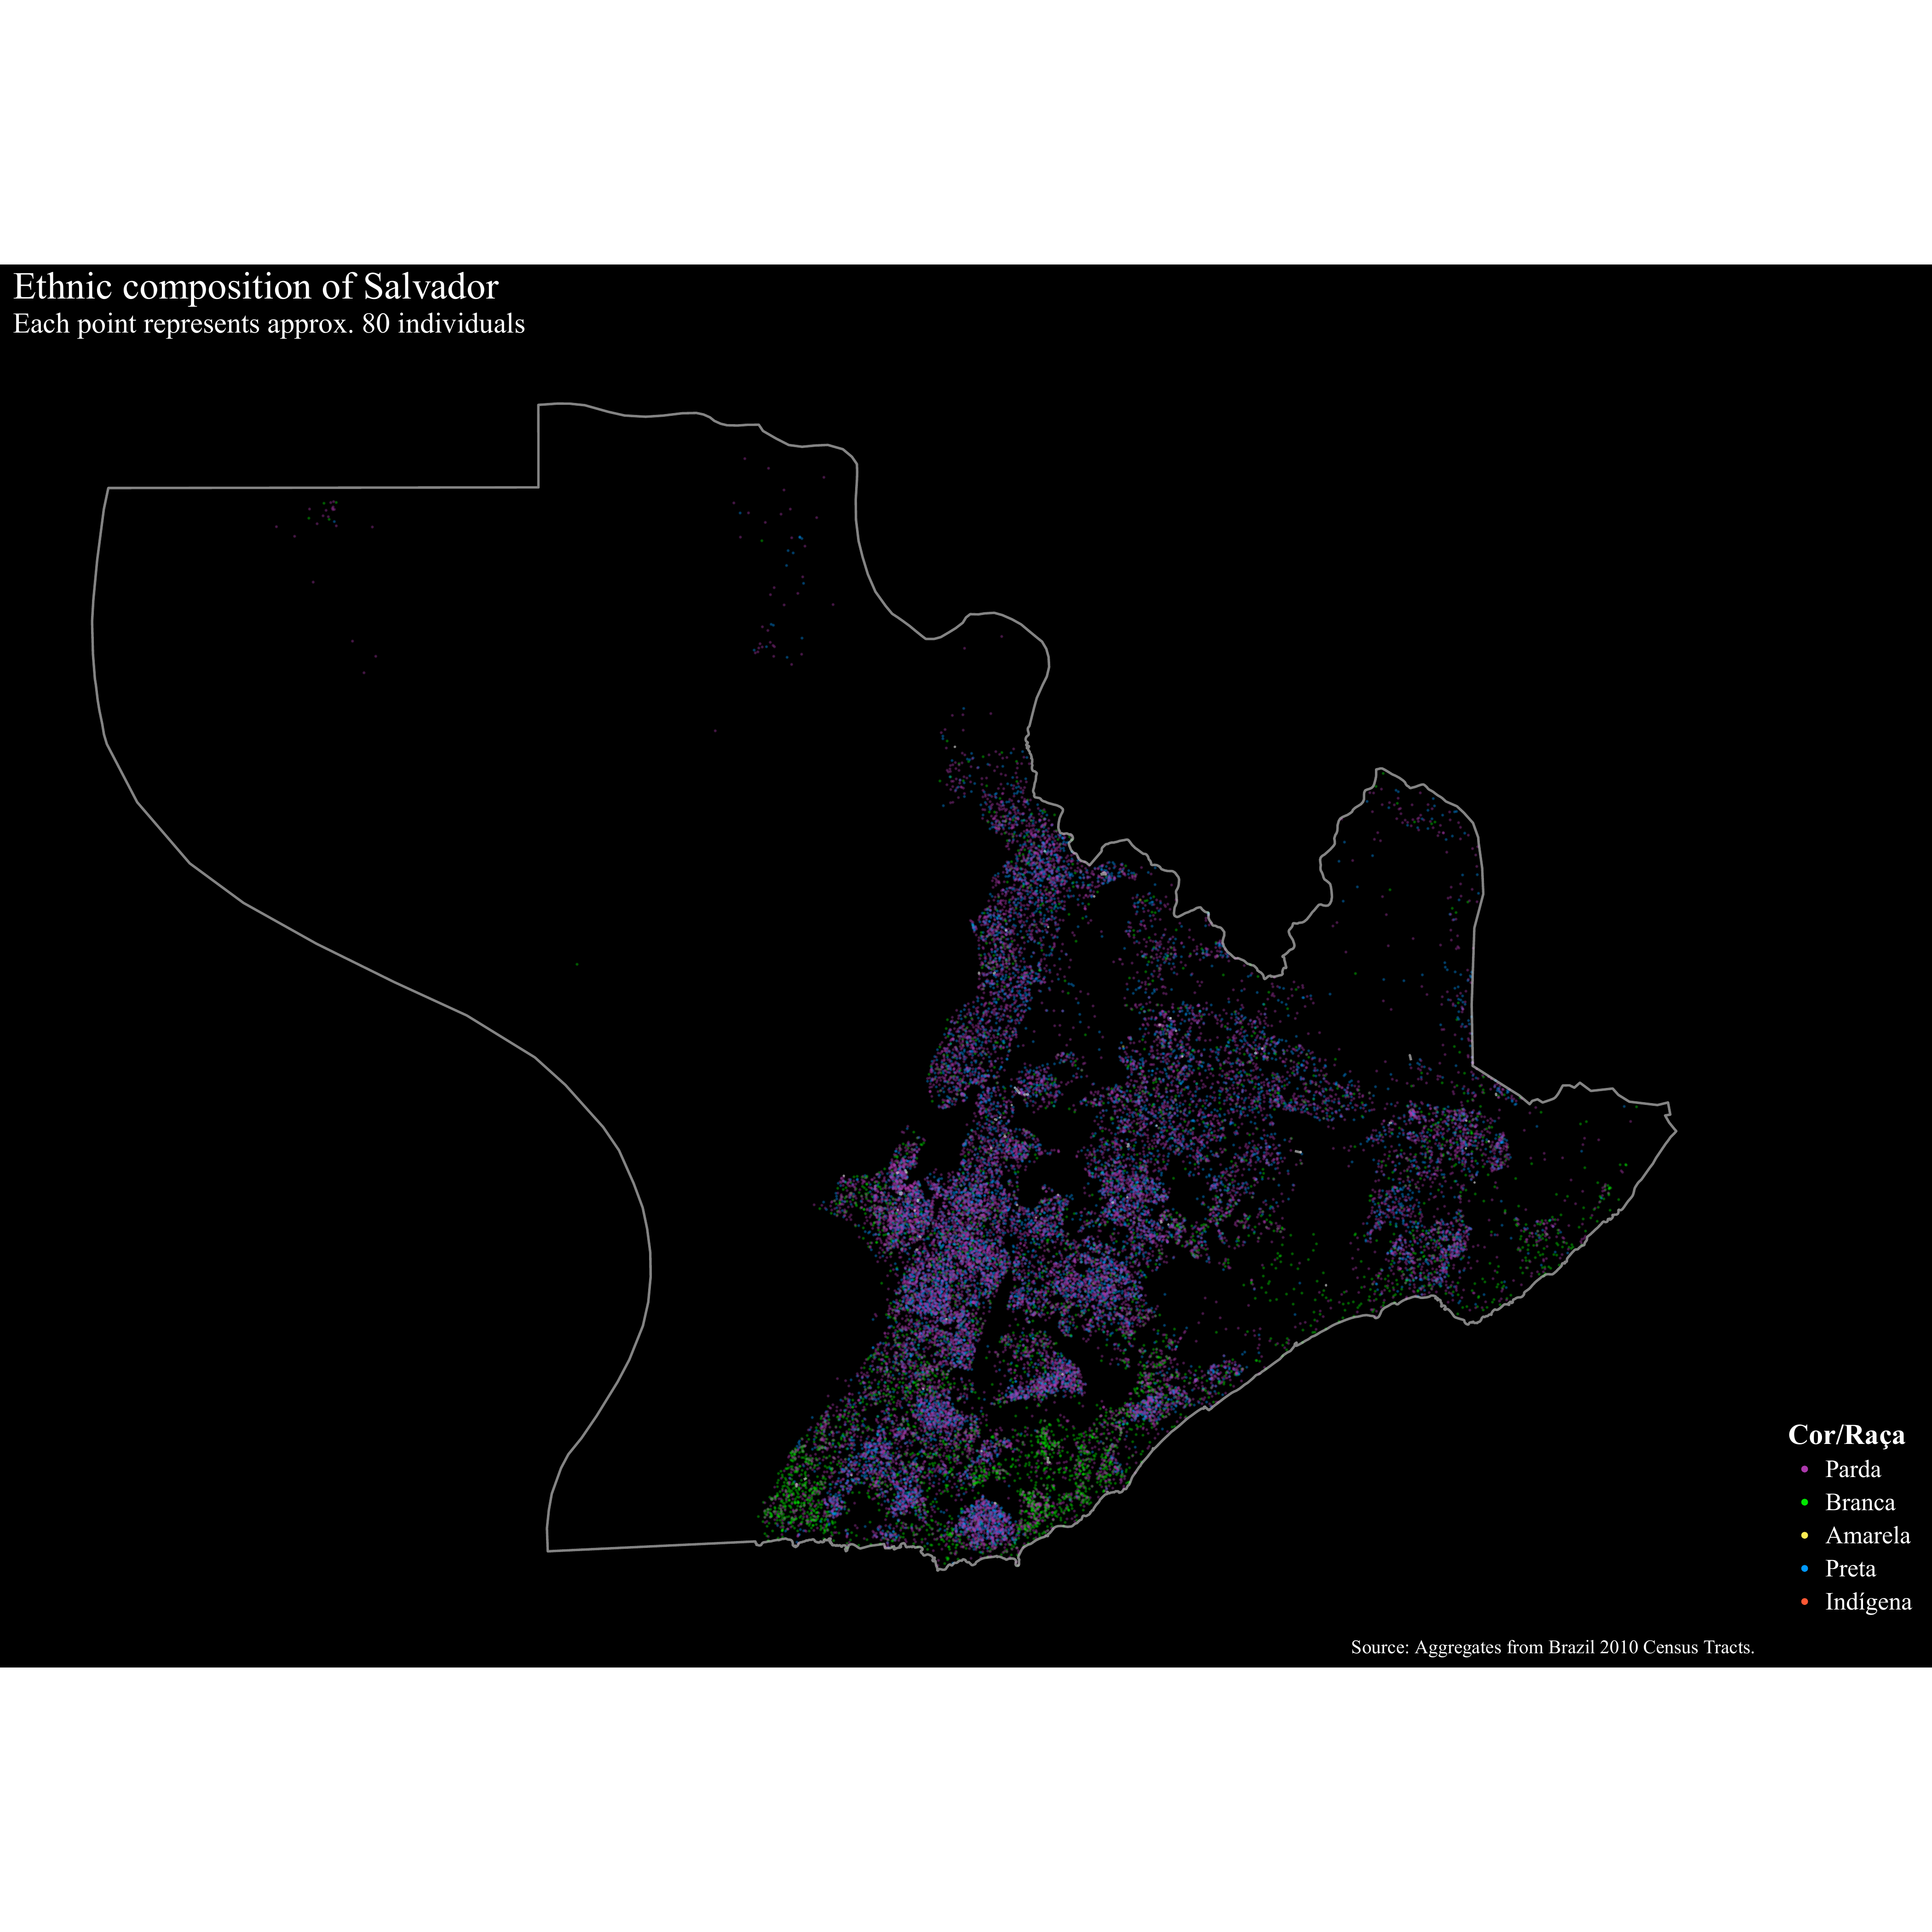 Ethnic composition of Salvador
Each point represents approx. 80 individuals
Cor/Raça
Parda
Branca
Amarela
Preta
Indígena
Source: Aggregates from Brazil 2010 Census Tracts.